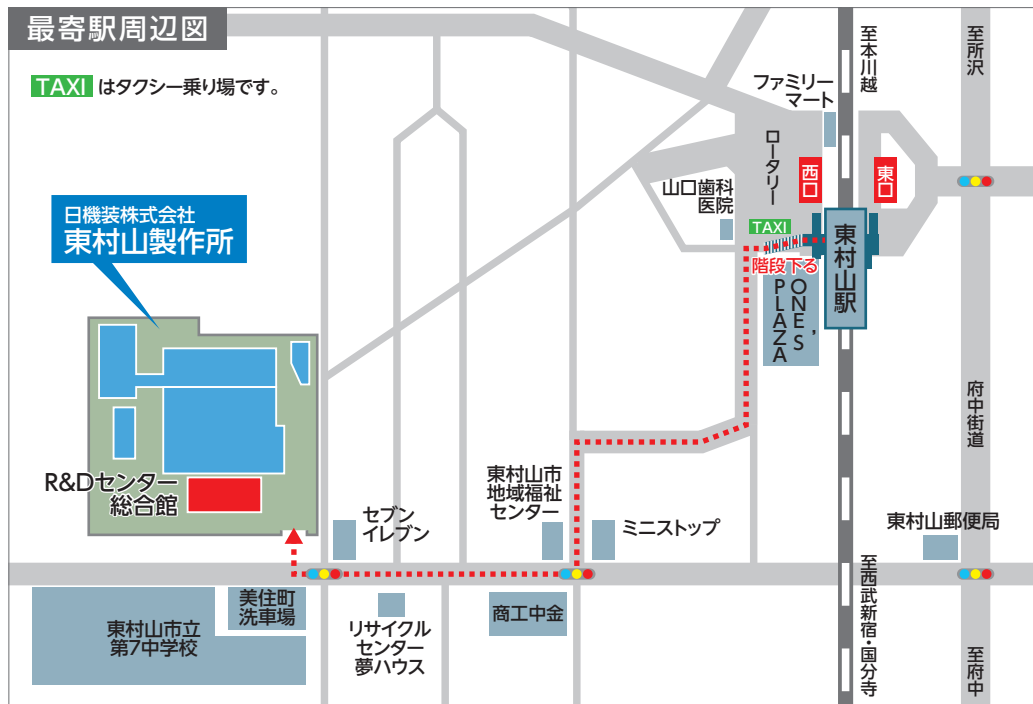 最寄駅周辺図
TAXI はタクシー乗り場です。
至本川越
至所沢
ファミリー
マート
ロータリー
西口
東口
山口歯科
医院
TAXI
階段下る
東村山駅
ONE'S
PLAZA
日機装株式会社
東村山製作所
府中街道
R&Dセンター
総合館
セブン
イレブン
東村山市
地域福祉
センター
ミニストップ
東村山郵便局
美住町
洗車場
東村山市立
第7中学校
リサイクル
センター
夢ハウス
商工中金
至西武新宿・国分寺
至府中